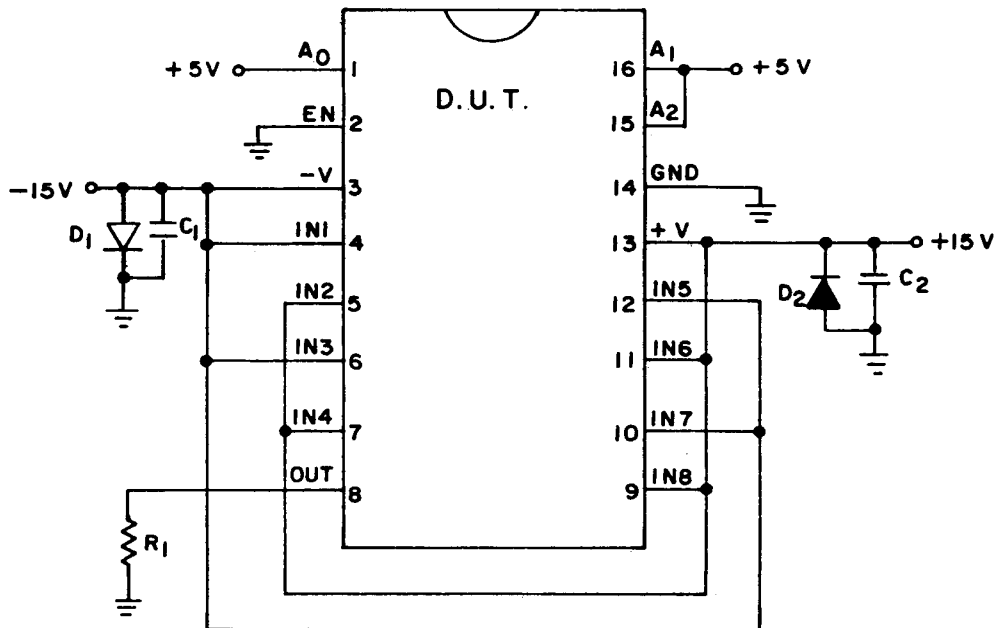 D.U.T.
+5V
A0
1
EN
2
-15V
-V
3
D1
C1
IN1
4
IN2
5
IN3
6
IN4
7
OUT
8
R1
A1
16
+5V
A2
15
GND
14
+V
13
+15V
D2
C2
IN5
12
IN6
11
IN7
10
IN8
9